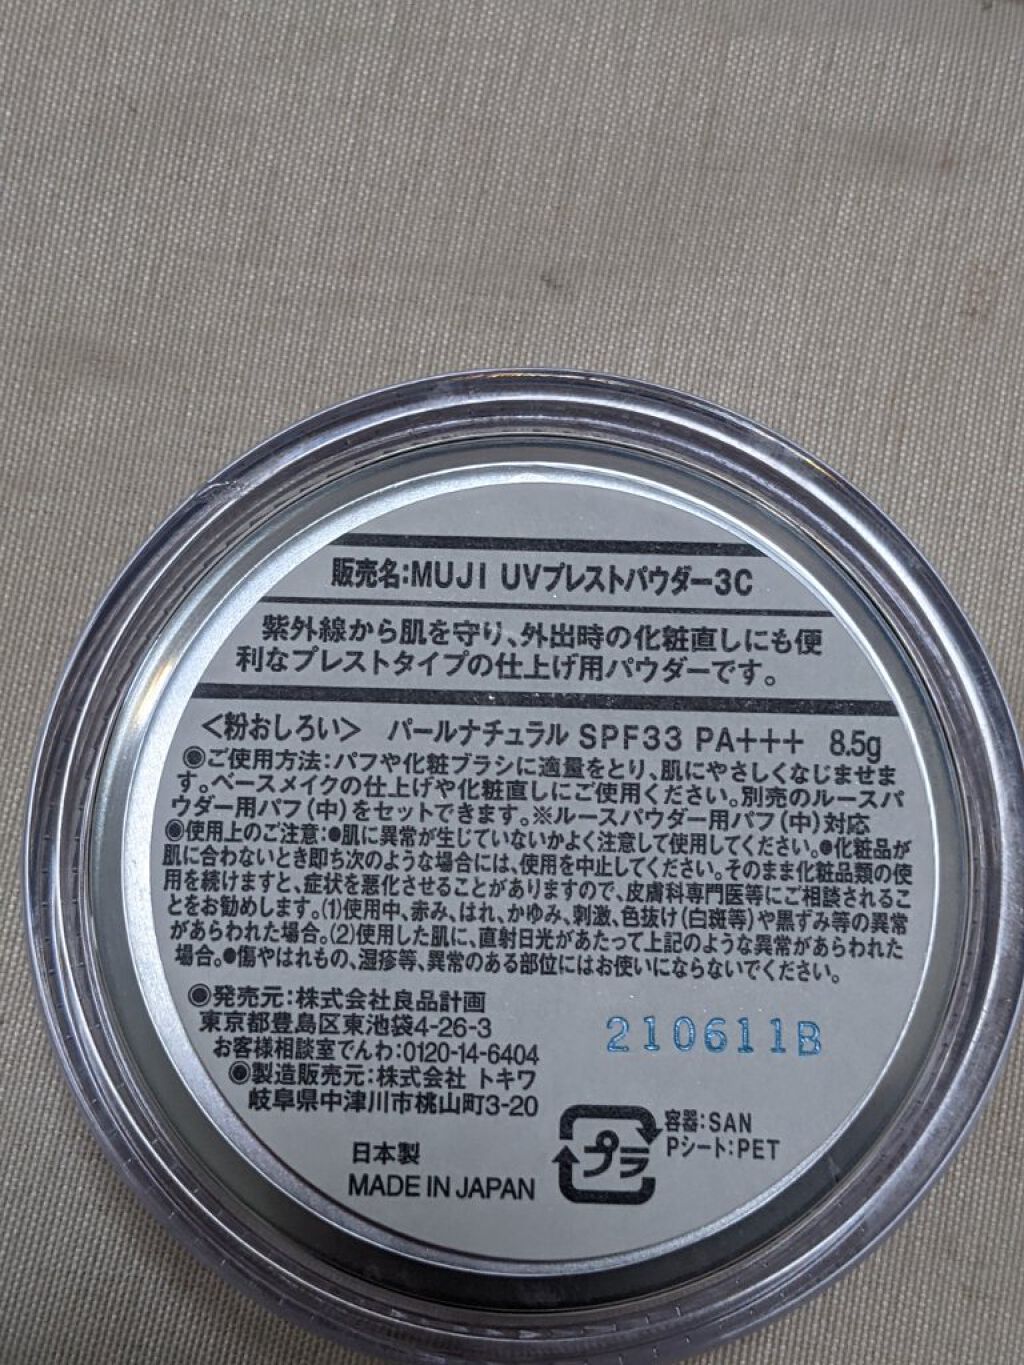 販売名:MUJI UVプレストパウダー3C
紫外線から肌を守り、外出時の化粧直しにも便
利なプレストタイプの仕上げ用パウダーです。
<粉おしろい> パールナチュラル SPF33 PA+++ 8.5g
◉ご使用方法:パフや化粧ブラシに適量をとり、肌にやさしくなじませま
す。ベースメイクの仕上げや化粧直しにご使用ください。別売のルースパ
ウダー用パフ(中)をセットできます。※ルースパウダー用パフ(中)対応
◉使用上のご注意:●肌に異常が生じていないかよく注意して使用してください。●化粧品が
肌に合わないとき即ち次のような場合には、使用を中止してください。そのまま化粧品類の使
用を続けますと、症状を悪化させることがありますので、皮膚科専門医等にご相談されるこ
とをお勧めします。(1)使用中、赤み、はれ、かゆみ、刺激、色抜け(白斑等)や黒ずみ等の異常
があらわれた場合。(2)使用した肌に、直射日光があたって上記のような異常があらわれた
場合。●傷やはれもの、湿疹等、異常のある部位にはお使いにならないでください。
◉発売元:株式会社良品計画
東京都豊島区東池袋4-26-3
お客様相談室でんわ:0120-14-6404
◉製造販売元:株式会社 トキワ
岐阜県中津川市桃山町3-20
210611B
日本製
MADE IN JAPAN
プラ
容器:SAN
Pシート:PET